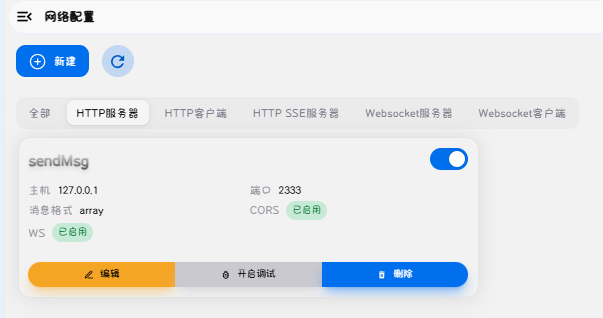 网络配置
新建
全部 HTTP服务器 HTTP客户端 HTTP SSE服务器 Websocket服务器 Websocket客户端
sendMsg
主机 127.0.0.1 端口 2333
消息格式 array CORS 已启用
WS 已启用
编辑 开启调试 删除